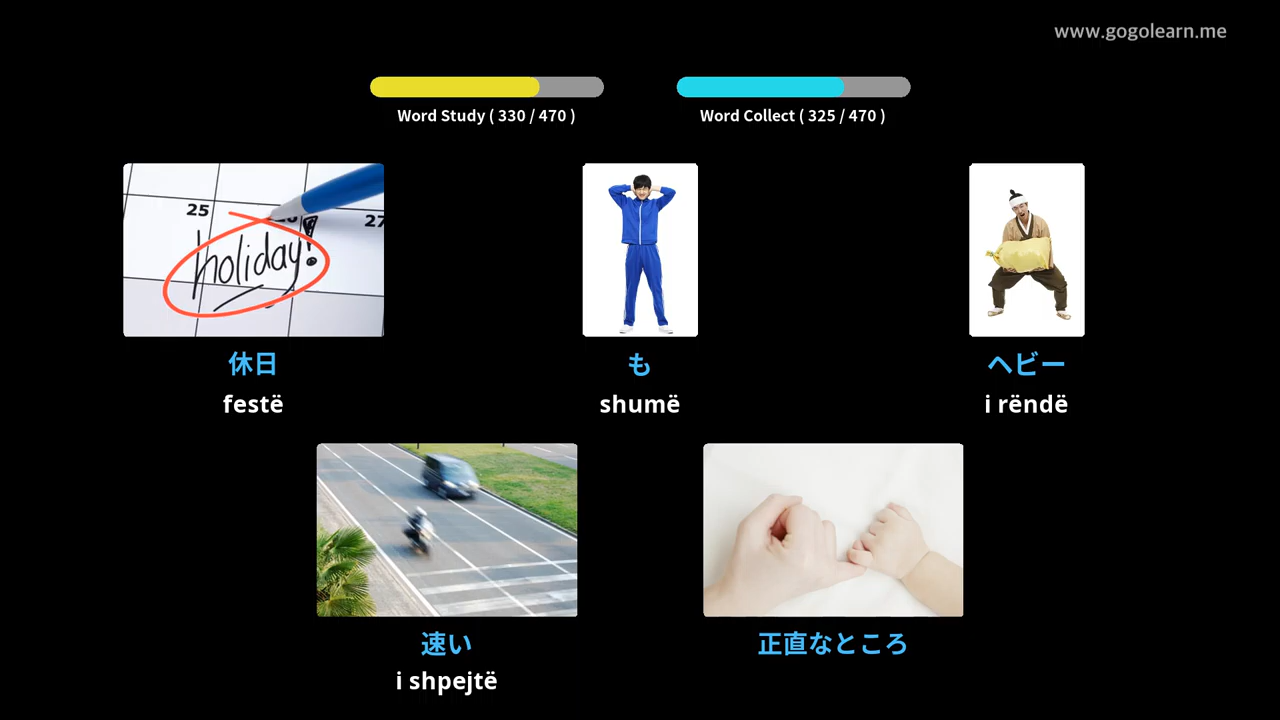 www.gogolearn.me
Word Study ( 330 / 470 )
Word Collect ( 325 / 470 )
25
27
holiday!
休日
festë
も
shumë
ヘビー
i rëndë
速い
i shpejtë
正直なところ